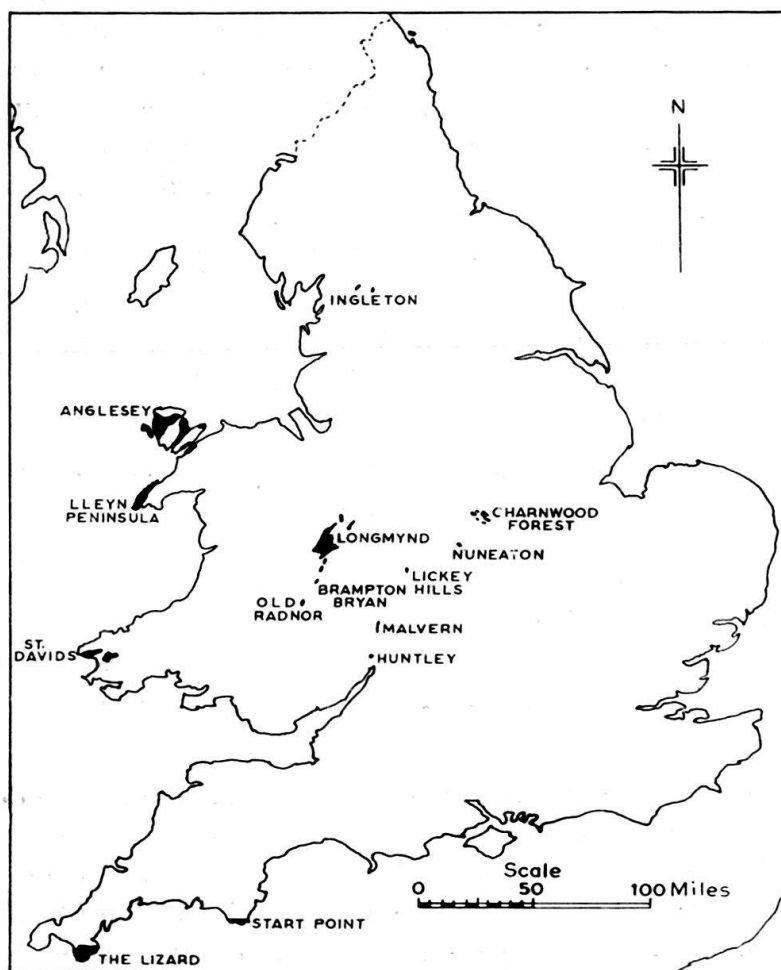 N
INGLETON
ANGLESEY
LLEYN
PENINSULA
CHARNWOOD
FOREST
LONGMYND
NUNEATON
LICKEY
HILLS
BRAMPTON
BRYAN
OLD
RADNOR
MALVERN
ST.
DAVIDS
HUNTLEY
Scale
0 50 100 Miles
START POINT
THE LIZARD